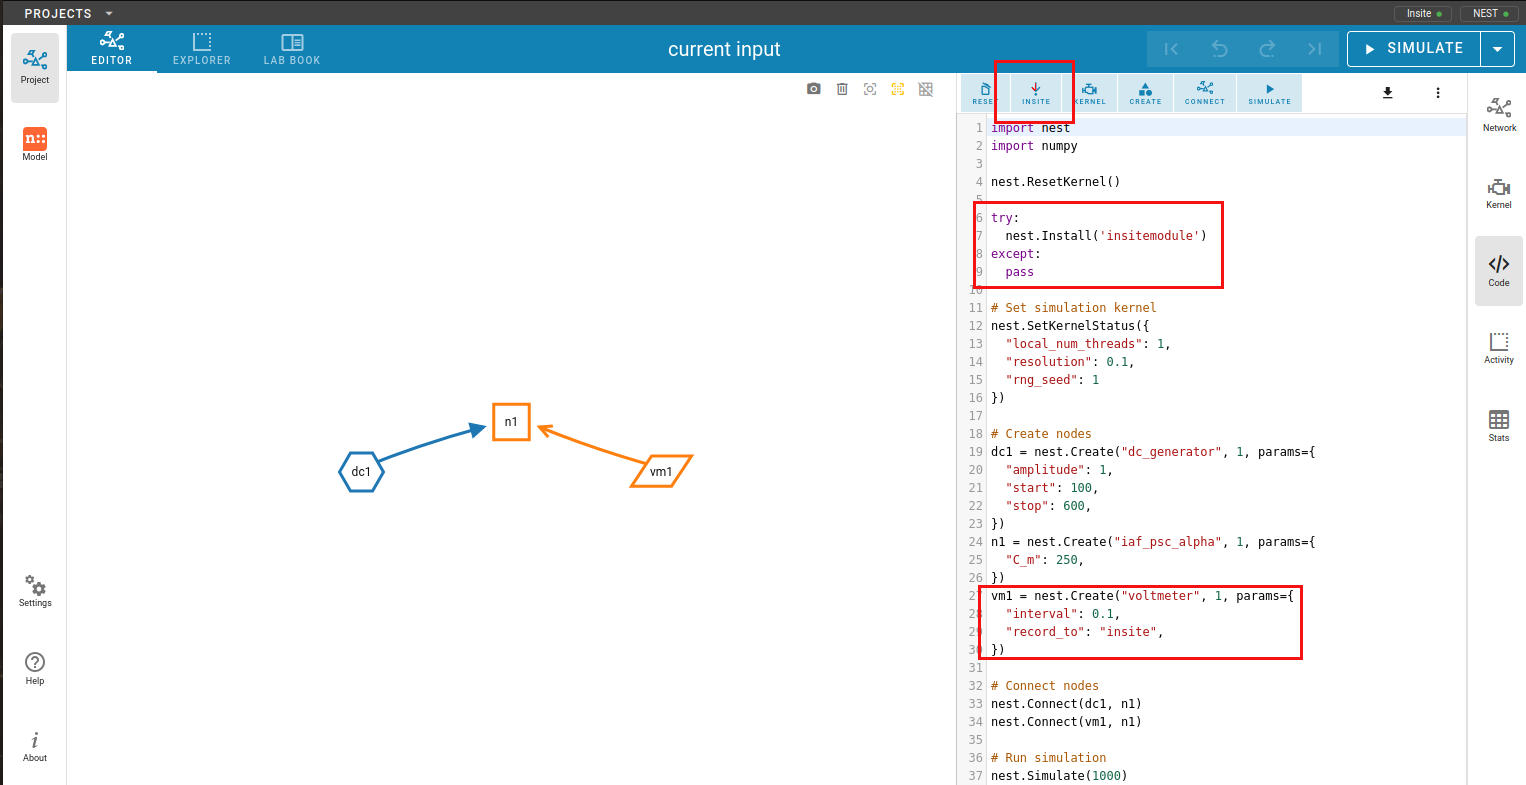 PROJECTS
Insite
NEST
EDITOR
EXPLORER
LAB BOOK
current input
SIMULATE
Project
n::
Model
Settings
Help
i
About
dc1
n1
vm1
RESET
INSITE
KERNEL
CREATE
CONNECT
SIMULATE
1 import nest
2 import numpy
3
4 nest.ResetKernel()
5
6 try:
7   nest.Install('insitemodule')
8 except:
9   pass
10
11 # Set simulation kernel
12 nest.SetKernelStatus({
13   "local_num_threads": 1,
14   "resolution": 0.1,
15   "rng_seed": 1
16 })
17
18 # Create nodes
19 dc1 = nest.Create("dc_generator", 1, params={
20   "amplitude": 1,
21   "start": 100,
22   "stop": 600,
23 })
24 n1 = nest.Create("iaf_psc_alpha", 1, params={
25   "C_m": 250,
26 })
27 vm1 = nest.Create("voltmeter", 1, params={
28   "interval": 0.1,
29   "record_to": "insite",
30 })
31
32 # Connect nodes
33 nest.Connect(dc1, n1)
34 nest.Connect(vm1, n1)
35
36 # Run simulation
37 nest.Simulate(1000)
Network
Kernel
</>
Code
Activity
Stats